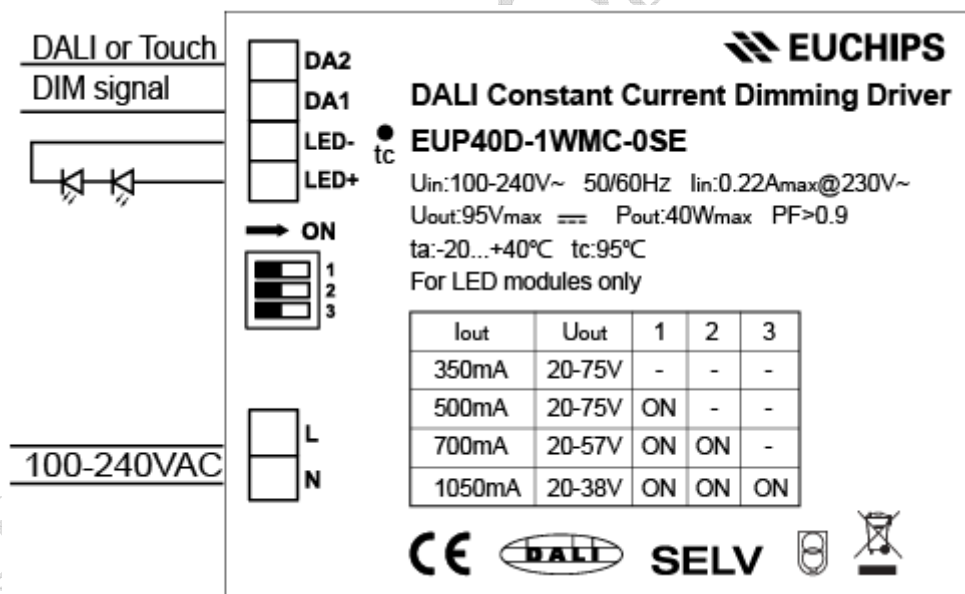 DALI or Touch
DIM signal
DA2
DA1
LED-
LED+
tc
ON
1
2
3
L
N
100-240VAC
EUCHIPS
DALI Constant Current Dimming Driver
EUP40D-1WMC-0SE
Uin:100-240V~ 50/60Hz Iin:0.22Amax@230V~
Uout:95Vmax Pout:40Wmax PF>0.9
ta:-20...+40℃ tc:95℃
For LED modules only
Iout Uout 1 2 3
350mA 20-75V - - -
500mA 20-75V ON - -
700mA 20-57V ON ON -
1050mA 20-38V ON ON ON
CE DALI SELV